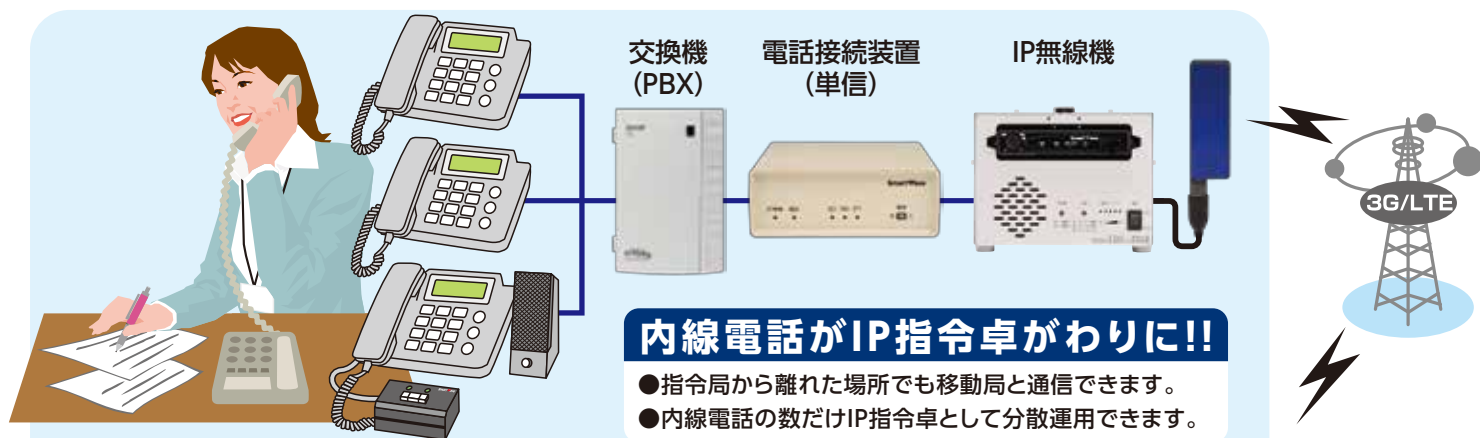 交換機
（PBX）
電話接続装置
（単信）
IP無線機
SmartWave
3G/LTE
内線電話がIP指令卓がわりに!!
●指令局から離れた場所でも移動局と通信できます。
●内線電話の数だけIP指令卓として分散運用できます。